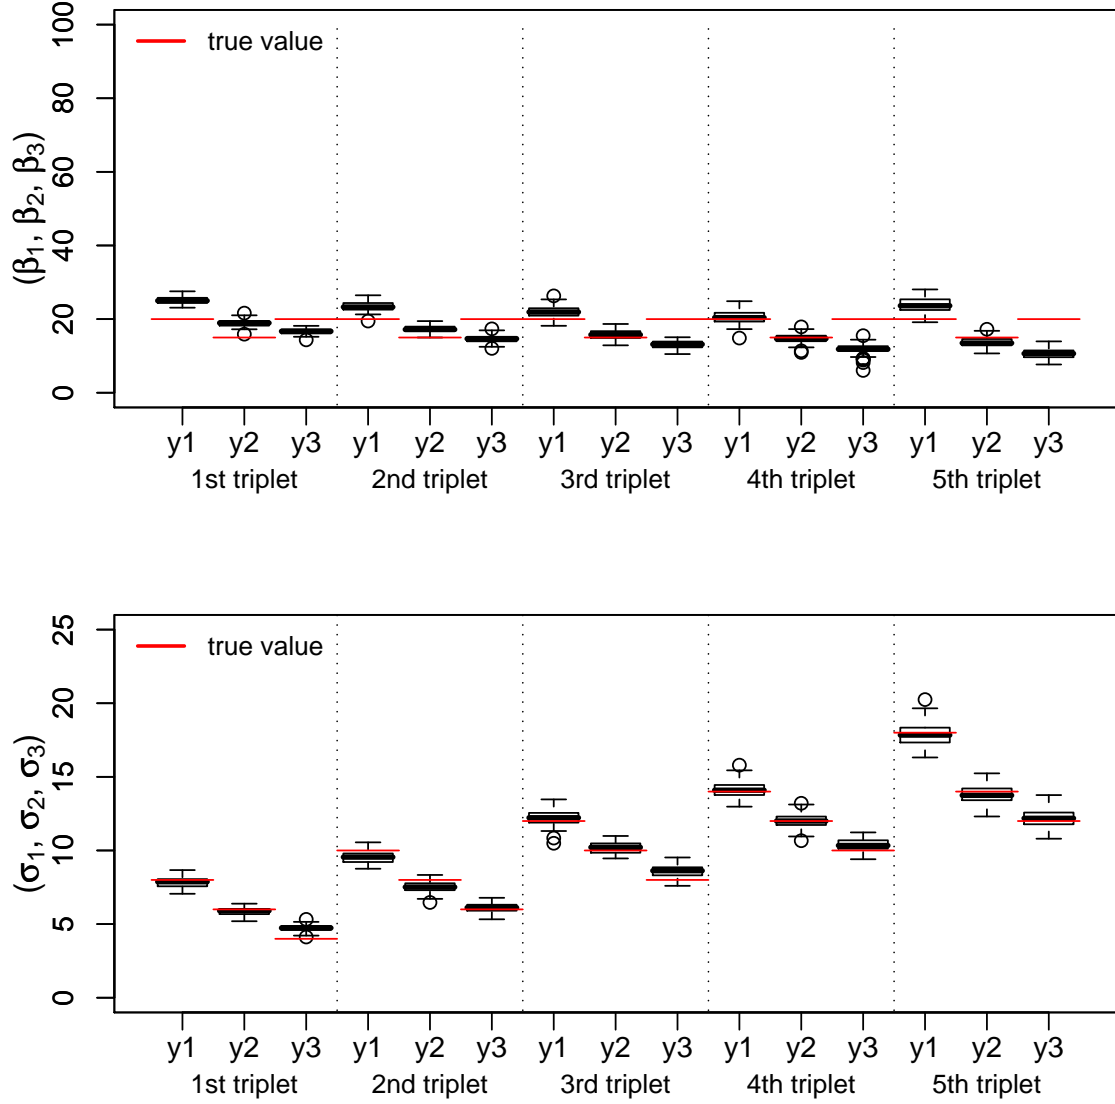 true value
100
80
60
40
20
0
(β1, β2, β3)
y1 y2 y3 y1 y2 y3 y1 y2 y3 y1 y2 y3 y1 y2 y3
1st triplet 2nd triplet 3rd triplet 4th triplet 5th triplet
true value
25
20
15
10
5
0
(σ1, σ2, σ3)
y1 y2 y3 y1 y2 y3 y1 y2 y3 y1 y2 y3 y1 y2 y3
1st triplet 2nd triplet 3rd triplet 4th triplet 5th triplet